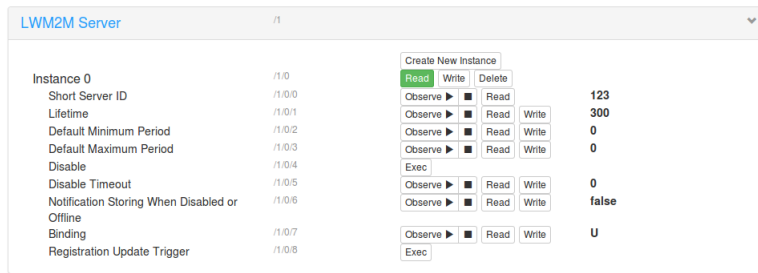 LWM2M Server /1
Create New Instance
Instance 0 /1/0 Read Write Delete
Short Server ID /1/0/0 Observe ▶ ■ Read 123
Lifetime /1/0/1 Observe ▶ ■ Read Write 300
Default Minimum Period /1/0/2 Observe ▶ ■ Read Write 0
Default Maximum Period /1/0/3 Observe ▶ ■ Read Write 0
Disable /1/0/4 Exec
Disable Timeout /1/0/5 Observe ▶ ■ Read Write 0
Notification Storing When Disabled or /1/0/6 Observe ▶ ■ Read Write false
Offline
Binding /1/0/7 Observe ▶ ■ Read Write U
Registration Update Trigger /1/0/8 Exec